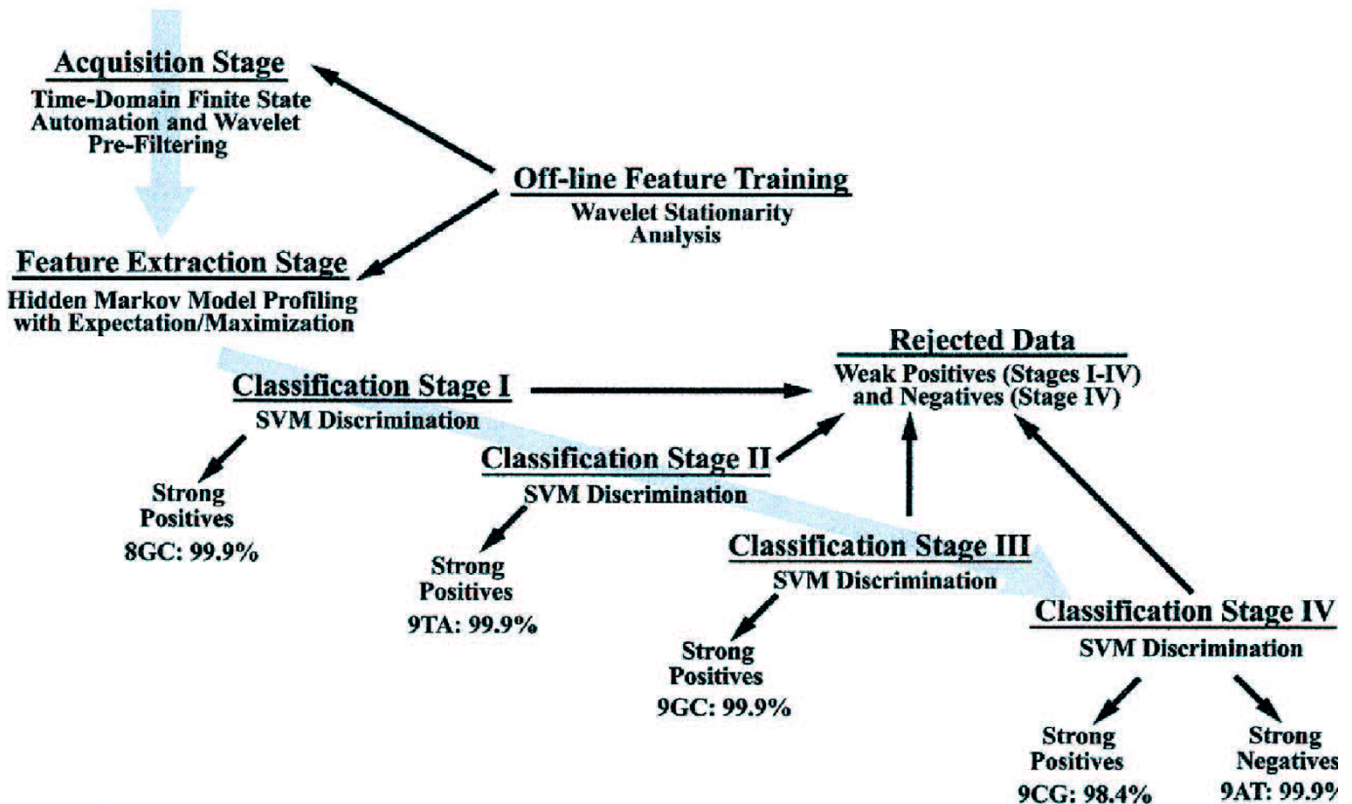 Acquisition Stage
Time-Domain Finite State
Automation and Wavelet
Pre-Filtering
Off-line Feature Training
Wavelet Stationarity
Analysis
Feature Extraction Stage
Hidden Markov Model Profiling
with Expectation/Maximization
Rejected Data
Weak Positives (Stages I-IV)
and Negatives (Stage IV)
Classification Stage I
SVM Discrimination
Strong
Positives
8GC: 99.9%
Classification Stage II
SVM Discrimination
Strong
Positives
9TA: 99.9%
Classification Stage III
SVM Discrimination
Strong
Positives
9GC: 99.9%
Classification Stage IV
SVM Discrimination
Strong
Positives
9CG: 98.4%
Strong
Negatives
9AT: 99.9%